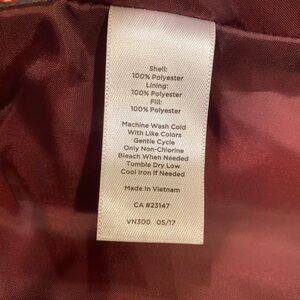 Shell:
100% Polyester
Lining:
100% Polyester
Fill:
100% Polyester
Machine Wash Cold
With Like Colors
Gentle Cycle
Only Non-Chlorine
Bleach When Needed
Tumble Dry Low
Cool Iron if Needed
Made In Vietnam
CA #23147
VN300 05/17